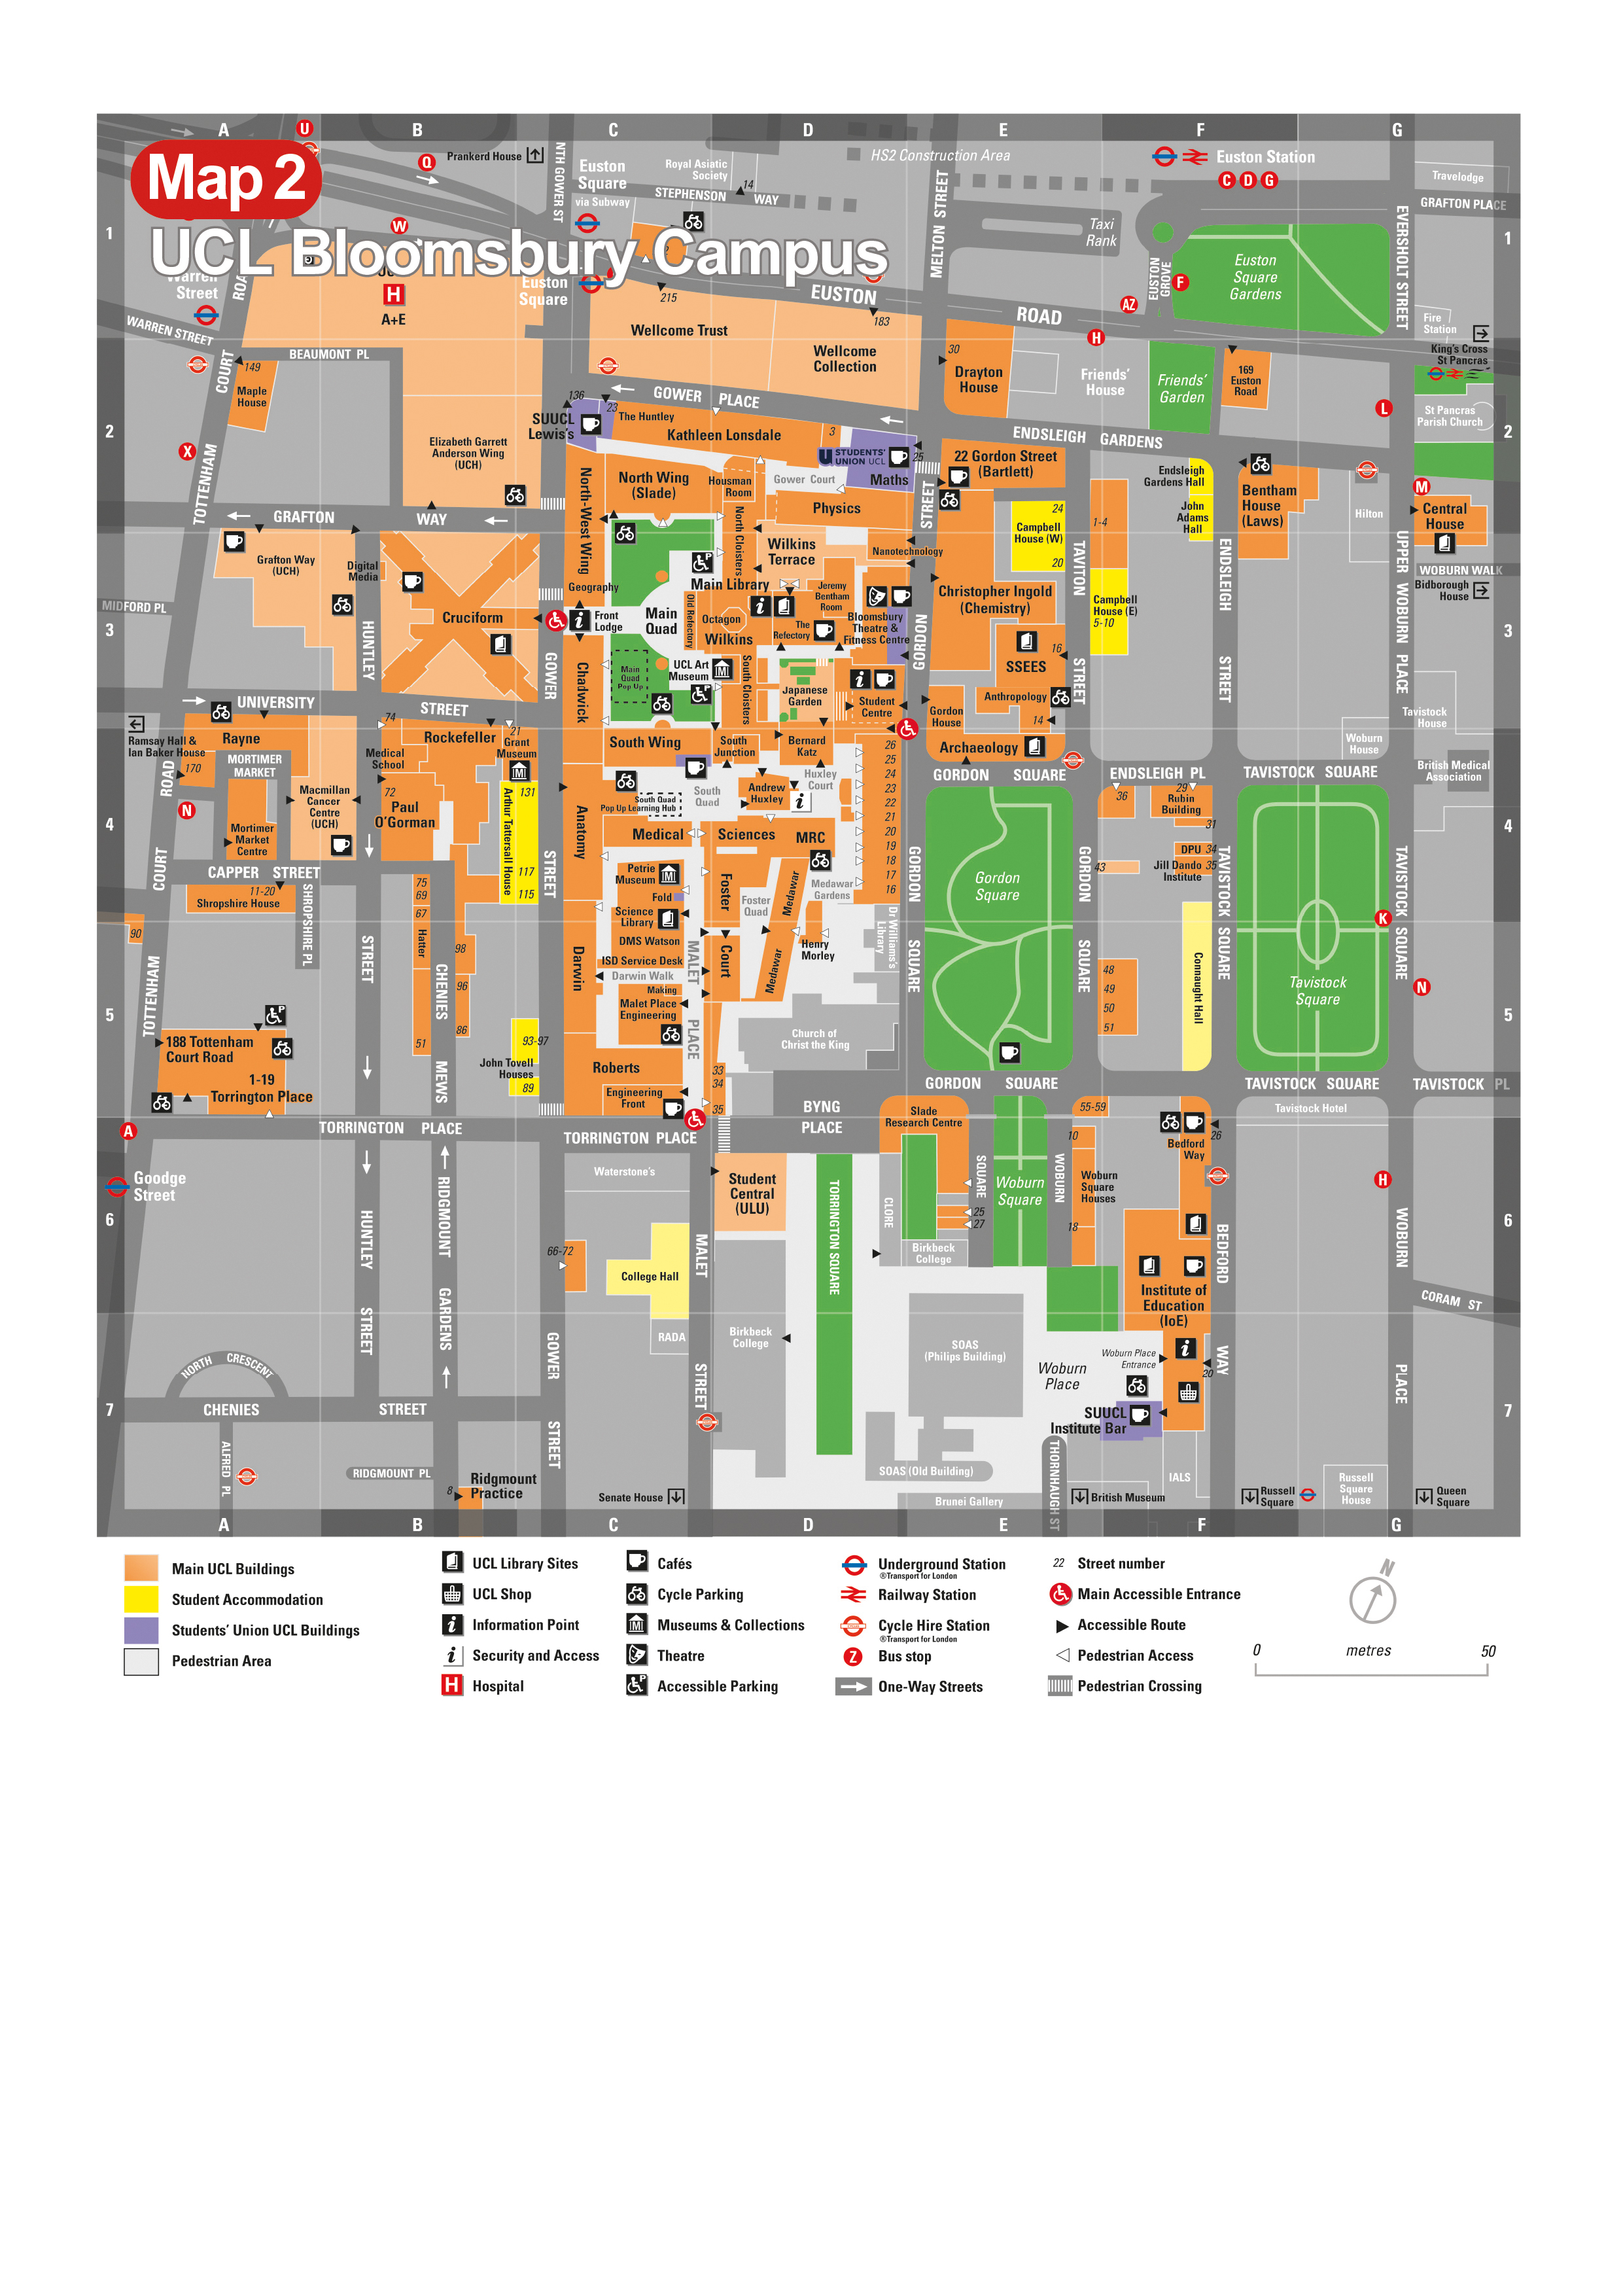 A
B
C
D
E
F
G
Map 2
UCL Bloomsbury Campus
U
Q
Prankerd House
NTH GOWER ST
Euston
Square
via Subway
Royal Asiatic
Society
14
STEPHENSON WAY
HS2 Construction Area
MELTON STREET
Taxi
Rank
Euston Station
C D G
Travelodge
GRAFTON PLACE
EVERSHOLT STREET
1
W
Warren
Street
WARREN STREET
H
A+E
Euston
Square
215
EUSTON
ROAD
183
EUSTON
GROVE
F
AZ
H
Euston
Square
Gardens
Fire
Station
King's Cross
St Pancras
1
BEAUMONT PL
149
Maple
House
COURT
TOTTENHAM
X
2
Wellcome Trust
Wellcome
Collection
GOWER PLACE
30
Drayton
House
Friends'
House
Friends'
Garden
169
Euston
Road
L
St Pancras
Parish Church
2
136
23
SUUCL
Lewis's
The Huntley
Kathleen Lonsdale
3
STUDENTS'
UNION UCL
25
Maths
ENDSLEIGH GARDENS
Elizabeth Garrett
Anderson Wing
(UCH)
North-West Wing
North Wing
(Slade)
Housman
Room
Gower Court
Physics
22 Gordon Street
(Bartlett)
STREET
24
Campbell
House (W)
20
1-4
Endsleigh
Gardens Hall
John
Adams
Hall
Bentham
House
(Laws)
Hilton
M
Central
House
GRAFTON WAY
Grafton Way
(UCH)
Digital
Media
Cruciform
Geography
Front
Lodge
Main
Quad
North Cloisters
Wilkins
Terrace
Nanotechnology
Main Library
Jeremy
Bentham
Room
Old Refectory
Octagon
Wilkins
The
Refectory
Bloomsbury
Theatre &
Fitness Centre
GORDON
Christopher Ingold
(Chemistry)
TAVITON
STREET
Campbell
House (E)
5-10
ENDSLEIGH
STREET
UPPER WOBURN PLACE
WOBURN WALK
Bidborough
House
MIDFORD PL
3
HUNTLEY
GOWER
Chadwick
Main
Quad
Pop Up
UCL Art
Museum
South Cloisters
Japanese
Garden
Student
Centre
16
SSEES
Anthropology
Gordon
House
14
Archaeology
Tavistock
House
Woburn
House
3
UNIVERSITY STREET
Ramsay Hall &
Ian Baker House
Rayne
170
MORTIMER
MARKET
ROAD
N
Mortimer
Market
Centre
Macmillan
Cancer
Centre
(UCH)
74
Rockefeller
Medical
School
72
Paul
O'Gorman
21
Grant
Museum
131
Arthur Tattersall House
117
115
STREET
South Wing
South
Junction
Bernard
Katz
Huxley
Court
South Quad
Pop Up Learning Hub
South
Quad
Andrew
Huxley
26
25
24
23
22
21
20
19
18
17
16
GORDON SQUARE
ENDSLEIGH PL
TAVISTOCK SQUARE
British Medical
Association
36
29
Rubin
Building
31
DPU 34
Jill Dando 35
Institute
43
4
Anatomy
Medical Sciences
MRC
Petrie
Museum
Fold
Science
Library
DMS Watson
ISD Service Desk
Darwin Walk
Making
Malet Place
Engineering
Foster
Court
Foster
Quad
Medawar
Medawar
Medawar
Gardens
Henry
Morley
Dr Williams's
Library
GORDON
SQUARE
Gordon
Square
GORDON
SQUARE
TAVISTOCK SQUARE
TAVISTOCK SQUARE
K
N
Tavistock
Square
Connaught Hall
48
49
50
51
4
CAPPER STREET
11-20
Shropshire House
SHROPSHIRE PL
COURT
TOTTENHAM
90
75
69
67
Hatter
98
96
86
51
STREET
CHENIES
MEWS
Darwin
MALET
PLACE
Church of
Christ the King
5
188 Tottenham
Court Road
1-19
Torrington Place
93-97
John Tovell
Houses
89
Roberts
Engineering
Front
33
34
35
5
GORDON SQUARE
TAVISTOCK SQUARE
TAVISTOCK PL
A
TORRINGTON PLACE
TORRINGTON PLACE
BYNG
PLACE
Slade
Research Centre
55-59
10
26
Bedford
Way
Tavistock Hotel
Goodge
Street
HUNTLEY
STREET
RIDGMOUNT
GARDENS
Waterstone's
Student
Central
(ULU)
TORRINGTON SQUARE
CLORE
SQUARE
25
27
Woburn
Square
WOBURN
Woburn
Square
Houses
18
H
6
66-72
College Hall
RADA
MALET
STREET
Birkbeck
College
Birkbeck
College
BEDFORD
WAY
WOBURN
PLACE
Institute of
Education
(IoE)
CORAM ST
6
NORTH CRESCENT
GOWER
STREET
SOAS
(Philips Building)
Woburn
Place
Woburn Place
Entrance
20
7
CHENIES STREET
SUUCL
Institute Bar
7
ALFRED PL
RIDGMOUNT PL
8
Ridgmount
Practice
Senate House
SOAS (Old Building)
Brunei Gallery
THORNHAUGH ST
British Museum
IALS
Russell
Square
Russell
Square
House
Queen
Square
A
B
C
D
E
F
G
Main UCL Buildings
Student Accommodation
Students' Union UCL Buildings
Pedestrian Area
UCL Library Sites
UCL Shop
Information Point
Security and Access
H Hospital
Cafés
Cycle Parking
Museums & Collections
Theatre
Accessible Parking
Underground Station
®Transport for London
Railway Station
Cycle Hire Station
®Transport for London
Z Bus stop
One-Way Streets
22 Street number
Main Accessible Entrance
Accessible Route
Pedestrian Access
Pedestrian Crossing
N
0 metres 50